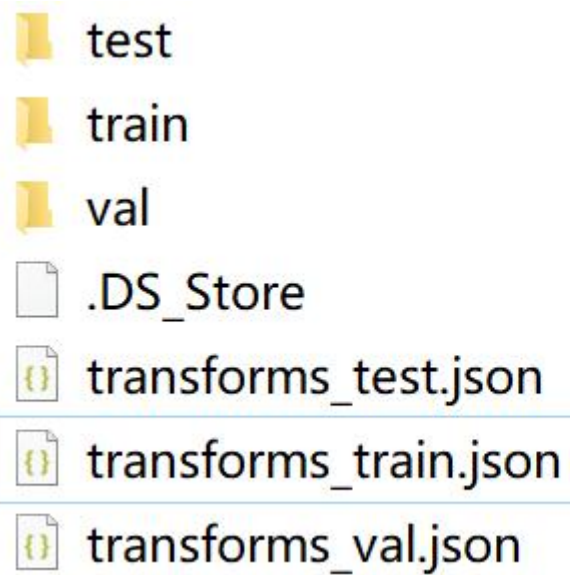 test
train
val
.DS_Store
transforms_test.json
transforms_train.json
transforms_val.json